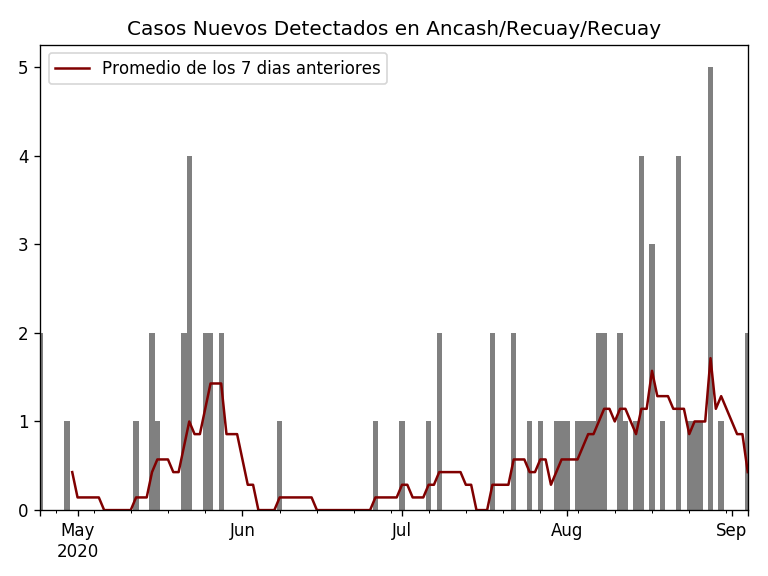 Casos Nuevos Detectados en Ancash/Recuay/Recuay
Promedio de los 7 dias anteriores
5
4
3
2
1
0
May Jun Jul Aug Sep
2020